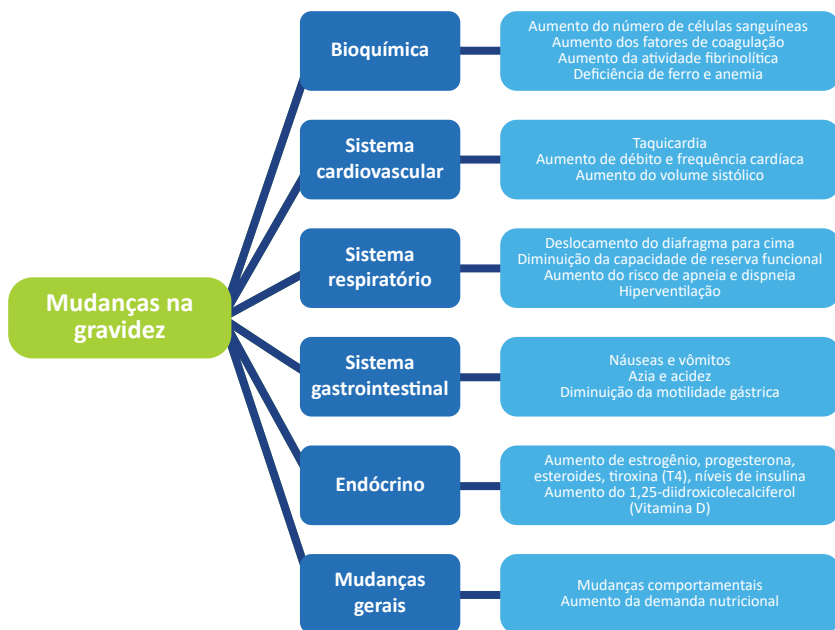 Mudanças na
gravidez
Bioquímica
Aumento do número de células sanguíneas
Aumento dos fatores de coagulação
Aumento da atividade fibrinolítica
Deficiência de ferro e anemia
Sistema
cardiovascular
Taquicardia
Aumento de débito e frequência cardíaca
Aumento do volume sistólico
Sistema
respiratório
Deslocamento do diafragma para cima
Diminuição da capacidade de reserva funcional
Aumento do risco de apneia e dispneia
Hiperventilação
Sistema
gastrointestinal
Náuseas e vômitos
Azia e acidez
Diminuição da motilidade gástrica
Endócrino
Aumento de estrogênio, progesterona,
esteroides, tiroxina (T4), níveis de insulina
Aumento do 1,25-diidroxicolecalciferol
(Vitamina D)
Mudanças
gerais
Mudanças comportamentais
Aumento da demanda nutricional